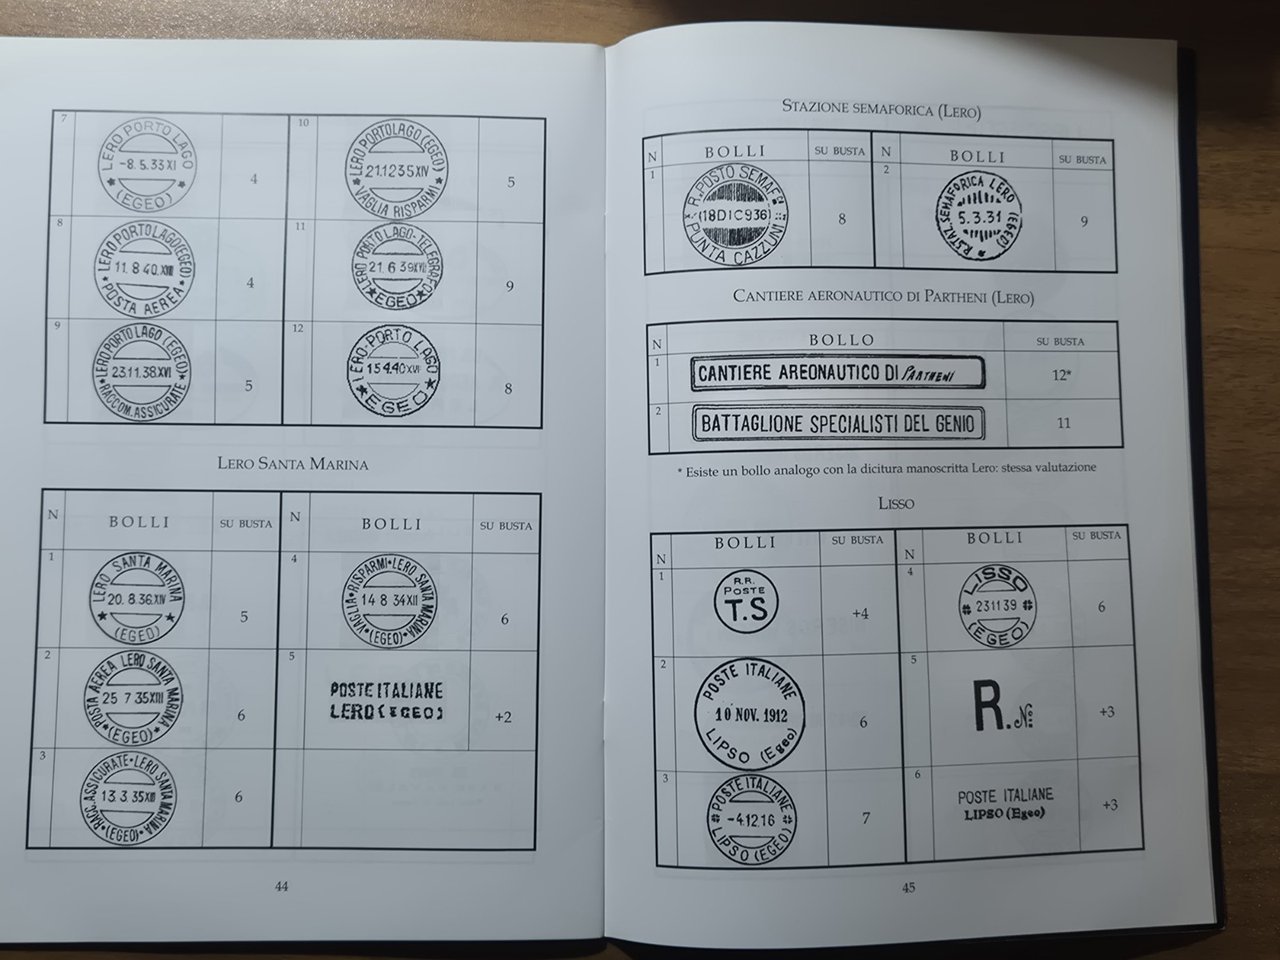 7
LERO PORTO LAGO
-8.5.33 XI
(EGEO)
4
8
LERO PORTOLAGO (EGEO)
11.8 40.XIII
POSTA AEREA
4
9
LERO PORTO LAGO (EGEO)
23.11.38.XVI
RACCOM. ASSICURATE
5
10
LERO PORTOLAGO (EGEO)
21.12 35 XIV
VAGLIA RISPARMI
5
11
LERO PORTO LAGO - TELEGRAFO
21.6 39
EGEO
9
12
LERO-PORTO LAGO
15.4.40 XVI
EGEO
8
LERO SANTA MARINA
N BOLLI SU BUSTA N BOLLI SU BUSTA
1
LERO SANTA MARINA
20.8.36.XIV
(EGEO)
5
2
POSTA AEREA LERO SANTA MARINA
25 7 35 XIII
(EGEO)
6
3
RACC. ASSICURATE · LERO SANTA MARINA
13 3 35 XIII
(EGEO)
6
4
VAGLIA · RISPARMI · LERO SANTA MARINA
14 8 34 XII
(EGEO)
6
5
POSTE ITALIANE
LERO (EGEO)
+2
44
STAZIONE SEMAFORICA (LERO)
N BOLLI SU BUSTA N BOLLI SU BUSTA
1
R. POSTO SEMAF.CO
(18 DIC 936)
PUNTA CAZZUNI
8
2
R. STAZ. SEMAFORICA LERO (EGEO)
5.3.31
9
CANTIERE AERONAUTICO DI PARTHENI (LERO)
N BOLLO SU BUSTA
1
CANTIERE AREONAUTICO DI PARTHENI
12*
2
BATTAGLIONE SPECIALISTI DEL GENIO
11
* Esiste un bollo analogo con la dicitura manoscritta Lero: stessa valutazione
LISSO
N BOLLI SU BUSTA N BOLLI SU BUSTA
1
R.R.
POSTE
T.S
+4
2
POSTE ITALIANE
10 NOV. 1912
LIPSO (Egeo)
6
3
POSTE ITALIANE
-4.12.16
LIPSO (EGEO)
7
4
LISSO
23 11 39
(EGEO)
6
5
R. No
+3
6
POSTE ITALIANE
LIPSO (Egeo)
+3
45